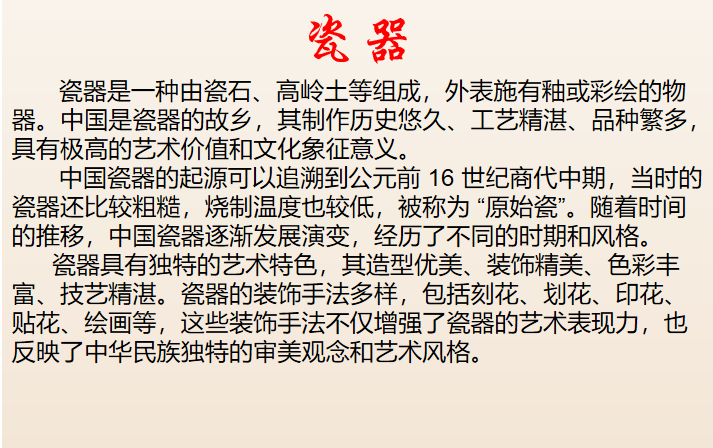 瓷器
瓷器是一种由瓷石、高岭土等组成，外表施有釉或彩绘的物
器。中国是瓷器的故乡，其制作历史悠久、工艺精湛、品种繁多，
具有极高的艺术价值和文化象征意义。
中国瓷器的起源可以追溯到公元前 16 世纪商代中期，当时的
瓷器还比较粗糙，烧制温度也较低，被称为 “原始瓷”。随着时间
的推移，中国瓷器逐渐发展演变，经历了不同的时期和风格。
瓷器具有独特的艺术特色，其造型优美、装饰精美、色彩丰
富、技艺精湛。瓷器的装饰手法多样，包括刻花、划花、印花、
贴花、绘画等，这些装饰手法不仅增强了瓷器的艺术表现力，也
反映了中华民族独特的审美观念和艺术风格。